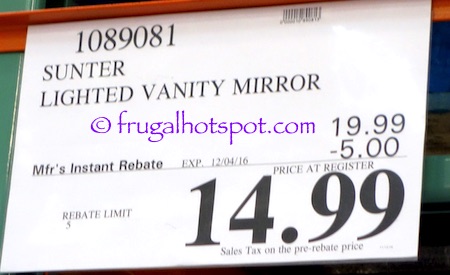 1089081
SUNTER
LIGHTED VANITY MIRROR
© frugalhotspot.com
19.99
-5.00
Mfr's Instant Rebate EXP. 12/04/16
PRICE AT REGISTER
REBATE LIMIT
5
14.99
Sales Tax on the pre-rebate price